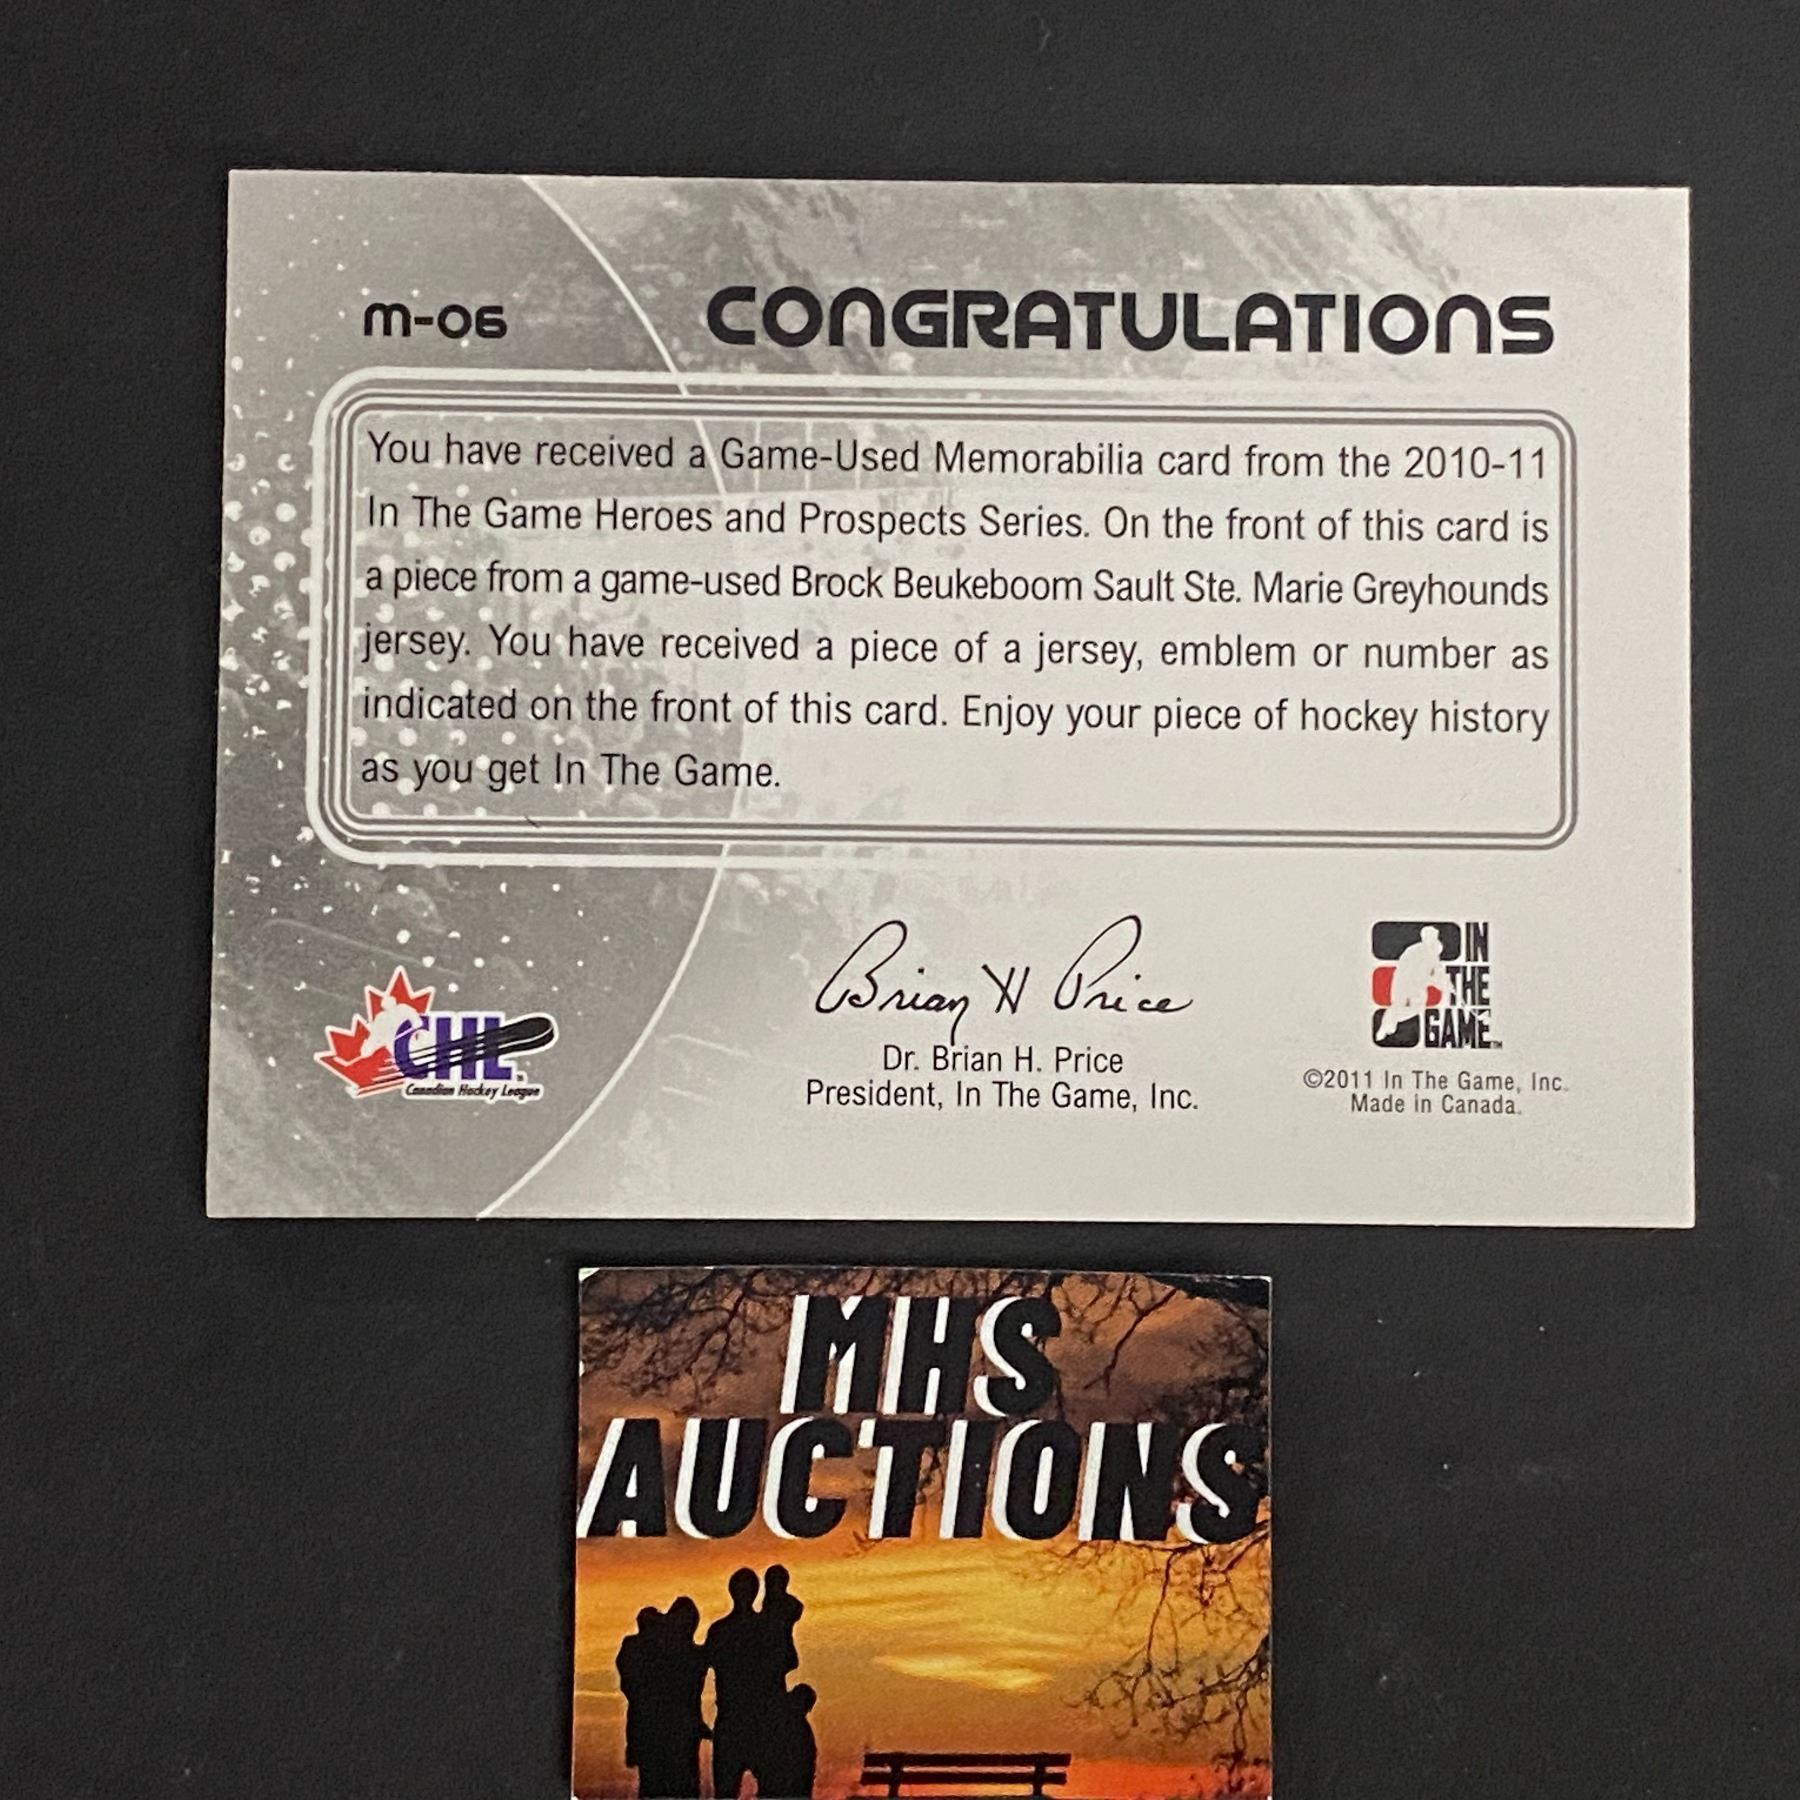 M-06
CONGRATULATIONS
You have received a Game-Used Memorabilia card from the 2010-11
In The Game Heroes and Prospects Series. On the front of this card is
a piece from a game-used Brock Beukeboom Sault Ste. Marie Greyhounds
jersey. You have received a piece of a jersey, emblem or number as
indicated on the front of this card. Enjoy your piece of hockey history
as you get In The Game.
CHL
Canadian Hockey League
Brian H Price
Dr. Brian H. Price
President, In The Game, Inc.
IN
THE
GAME™
©2011 In The Game, Inc.
Made in Canada.
MHS
AUCTIONS